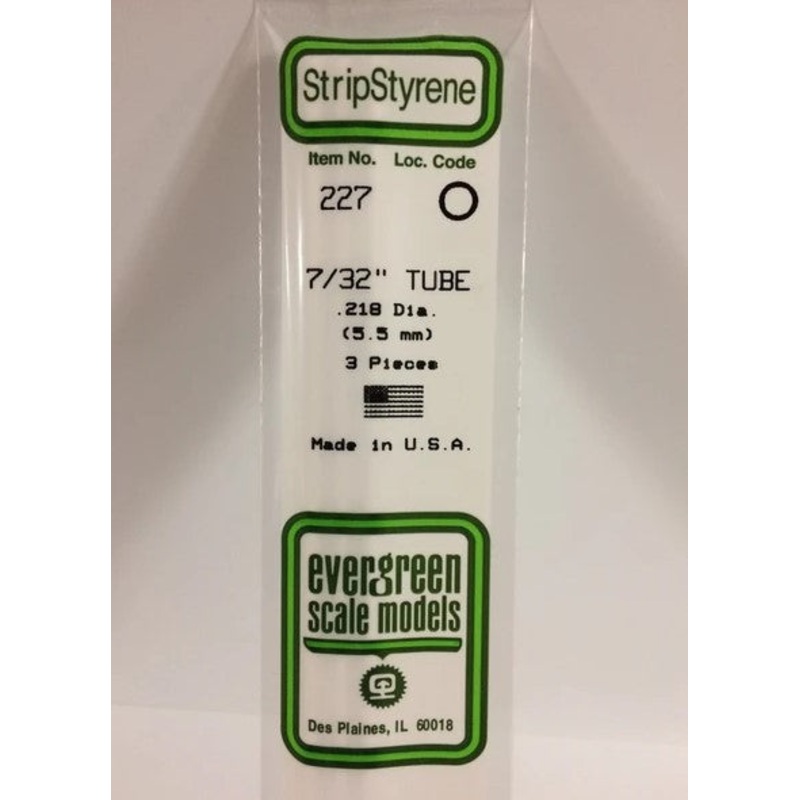 StripStyrene
Item No. Loc. Code
227
7/32" TUBE
.218 Dia.
(5.5 mm)
3 Pieces
Made in U.S.A.
evergreen
scale models
Des Plaines, IL 60018